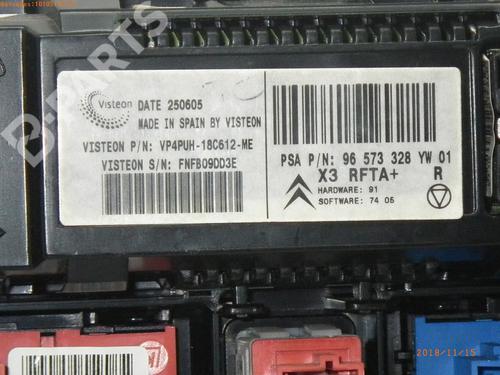 Visteon
DATE 250605
MADE IN SPAIN BY VISTEON
VISTEON P/N: VP4PUH-18C612-ME
VISTEON S/N: FNFB09DD3E
PSA P/N: 96 573 328 YW 01
X3 RFTA+ R
HARDWARE: 91
SOFTWARE: 74 05
B-PARTS
2018/11/15